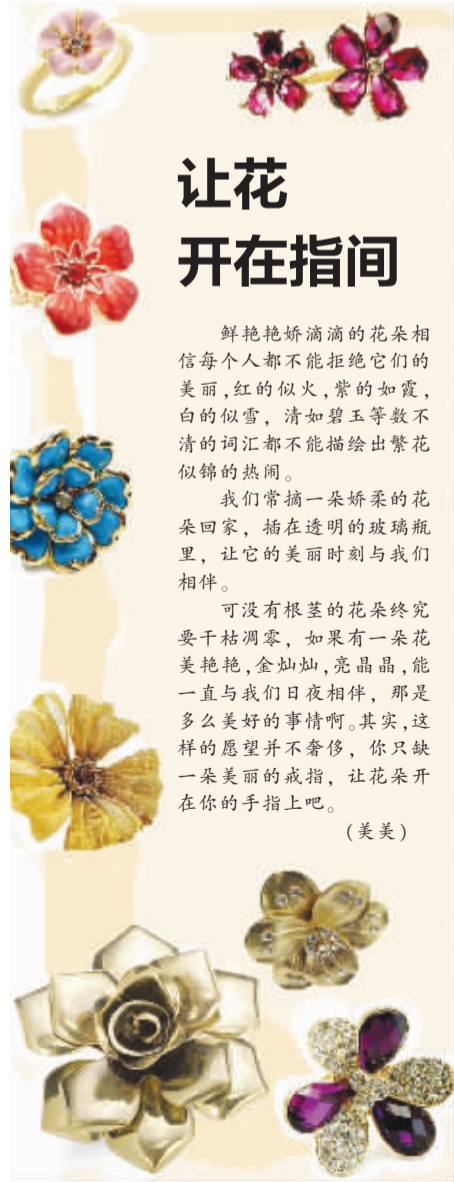 让花
开在指间
鲜艳艳娇滴滴的花朵相
信每个人都不能拒绝它们的
美丽,红的似火,紫的如霞,
白的似雪，清如碧玉等数不
清的词汇都不能描绘出繁花
似锦的热闹。
我们常摘一朵娇柔的花
朵回家，插在透明的玻璃瓶
里，让它的美丽时刻与我们
相伴。
可没有根茎的花朵终究
要干枯凋零，如果有一朵花
美艳艳,金灿灿,亮晶晶,能
一直与我们日夜相伴，那是
多么美好的事情啊。其实,这
样的愿望并不奢侈，你只缺
一朵美丽的戒指，让花朵开
在你的手指上吧。
(美美)